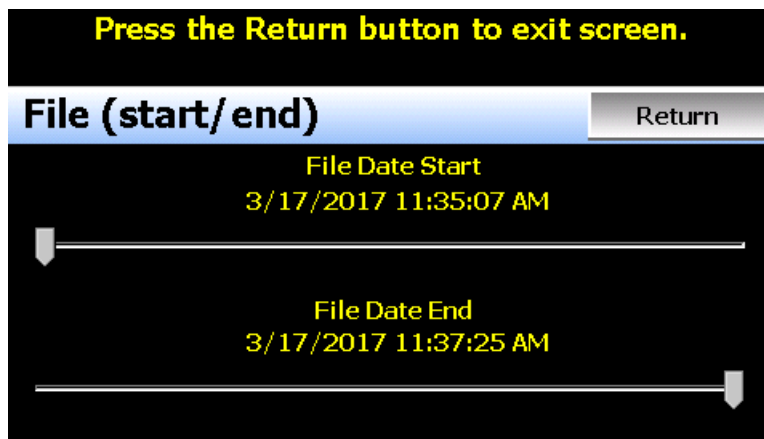 Press the Return button to exit screen.
File (start/end)
Return
File Date Start
3/17/2017 11:35:07 AM
File Date End
3/17/2017 11:37:25 AM